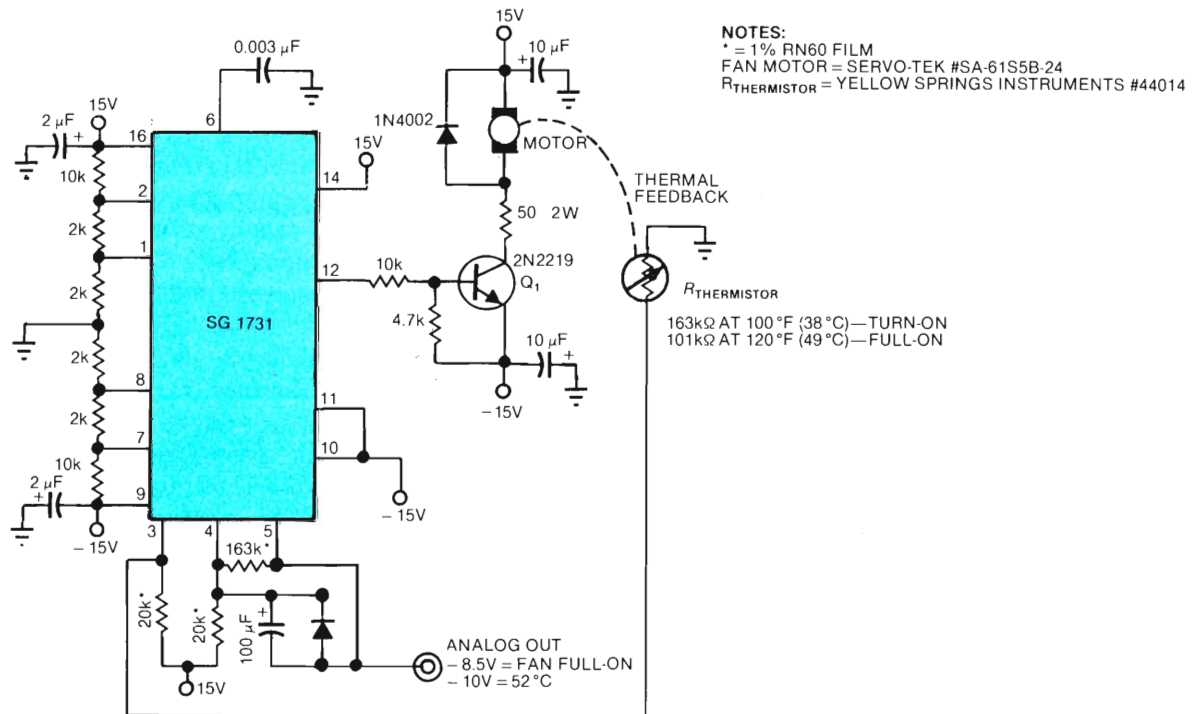 15V
NOTES:
* = 1% RN60 FILM
FAN MOTOR = SERVO-TEK #SA-61S5B-24
RTHERMISTOR = YELLOW SPRINGS INSTRUMENTS #44014
0.003 µF
10 µF
+
15V
2 µF
+
16
6
1N4002
MOTOR
15V
10k
14
2
THERMAL
FEEDBACK
2k
50 2W
1
2N2219
12
10k
Q1
2k
RTHERMISTOR
SG 1731
4.7k
163kΩ AT 100°F (38°C)—TURN-ON
101kΩ AT 120°F (49°C)—FULL-ON
2k
10 µF
+
8
−15V
2k
11
7
10
10k
2 µF
+
9
−15V
−15V
3
4
5
163k*
20k*
20k*
+
100 µF
ANALOG OUT
−8.5V = FAN FULL-ON
−10V = 52°C
15V